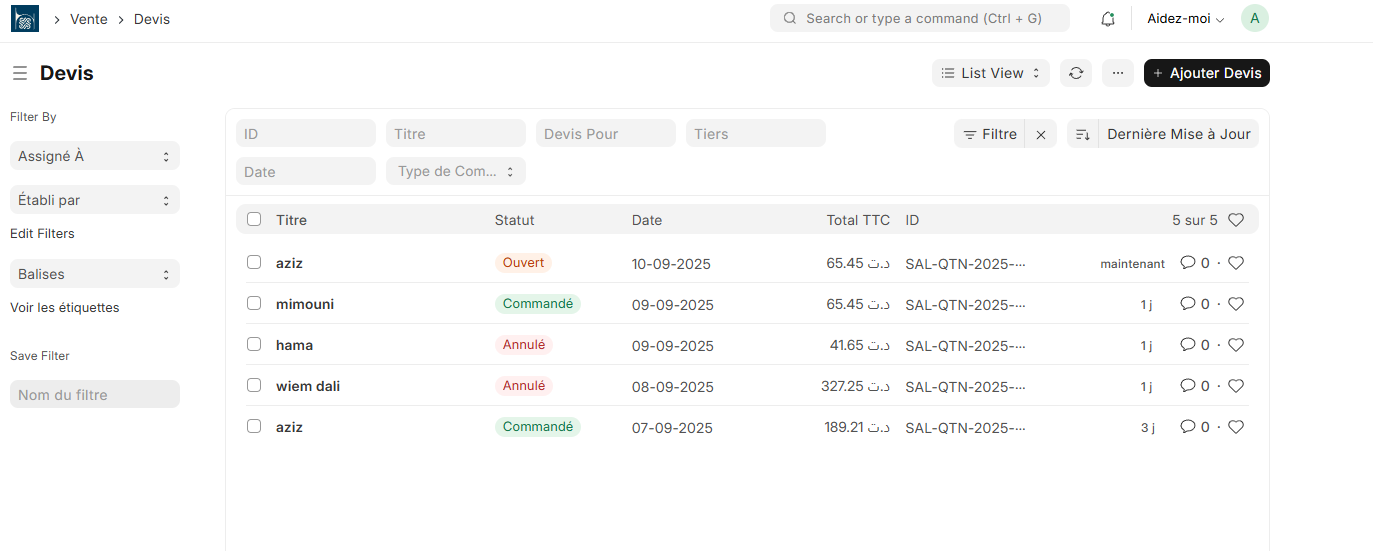 Vente > Devis Search or type a command (Ctrl + G) Aidez-moi A
Devis List View ··· + Ajouter Devis
Filter By
Assigné À
Établi par
Edit Filters
Balises
Voir les étiquettes
Save Filter
Nom du filtre
ID Titre Devis Pour Tiers Filtre × Dernière Mise à Jour
Date Type de Com...
Titre Statut Date Total TTC ID 5 sur 5
aziz Ouvert 10-09-2025 65.45 د.ت SAL-QTN-2025-··· maintenant 0 ·
mimouni Commandé 09-09-2025 65.45 د.ت SAL-QTN-2025-··· 1 j 0 ·
hama Annulé 09-09-2025 41.65 د.ت SAL-QTN-2025-··· 1 j 0 ·
wiem dali Annulé 08-09-2025 327.25 د.ت SAL-QTN-2025-··· 1 j 0 ·
aziz Commandé 07-09-2025 189.21 د.ت SAL-QTN-2025-··· 3 j 0 ·